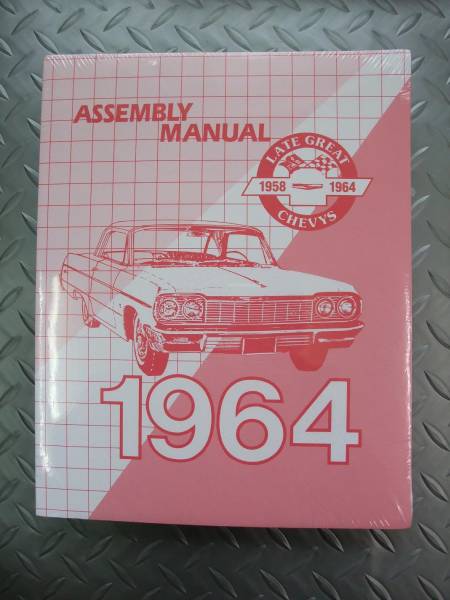 ASSEMBLY
MANUAL
LATE GREAT
1958 1964
CHEVYS
1964